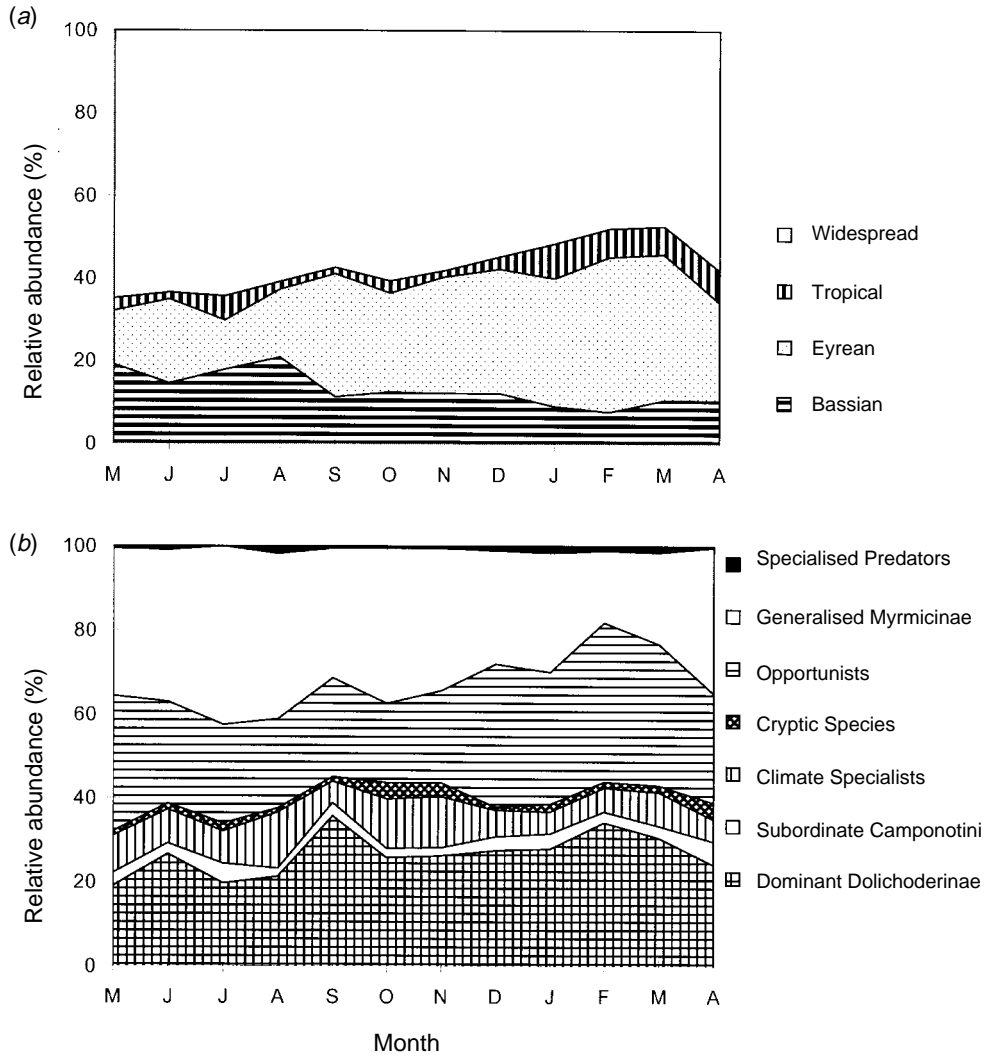 (a)
100
80
60
40
20
0
Relative abundance (%)
M J J A S O N D J F M A
Widespread
Tropical
Eyrean
Bassian
(b)
100
80
60
40
20
0
Relative abundance (%)
M J J A S O N D J F M A
Month
Specialised Predators
Generalised Myrmicinae
Opportunists
Cryptic Species
Climate Specialists
Subordinate Camponotini
Dominant Dolichoderinae